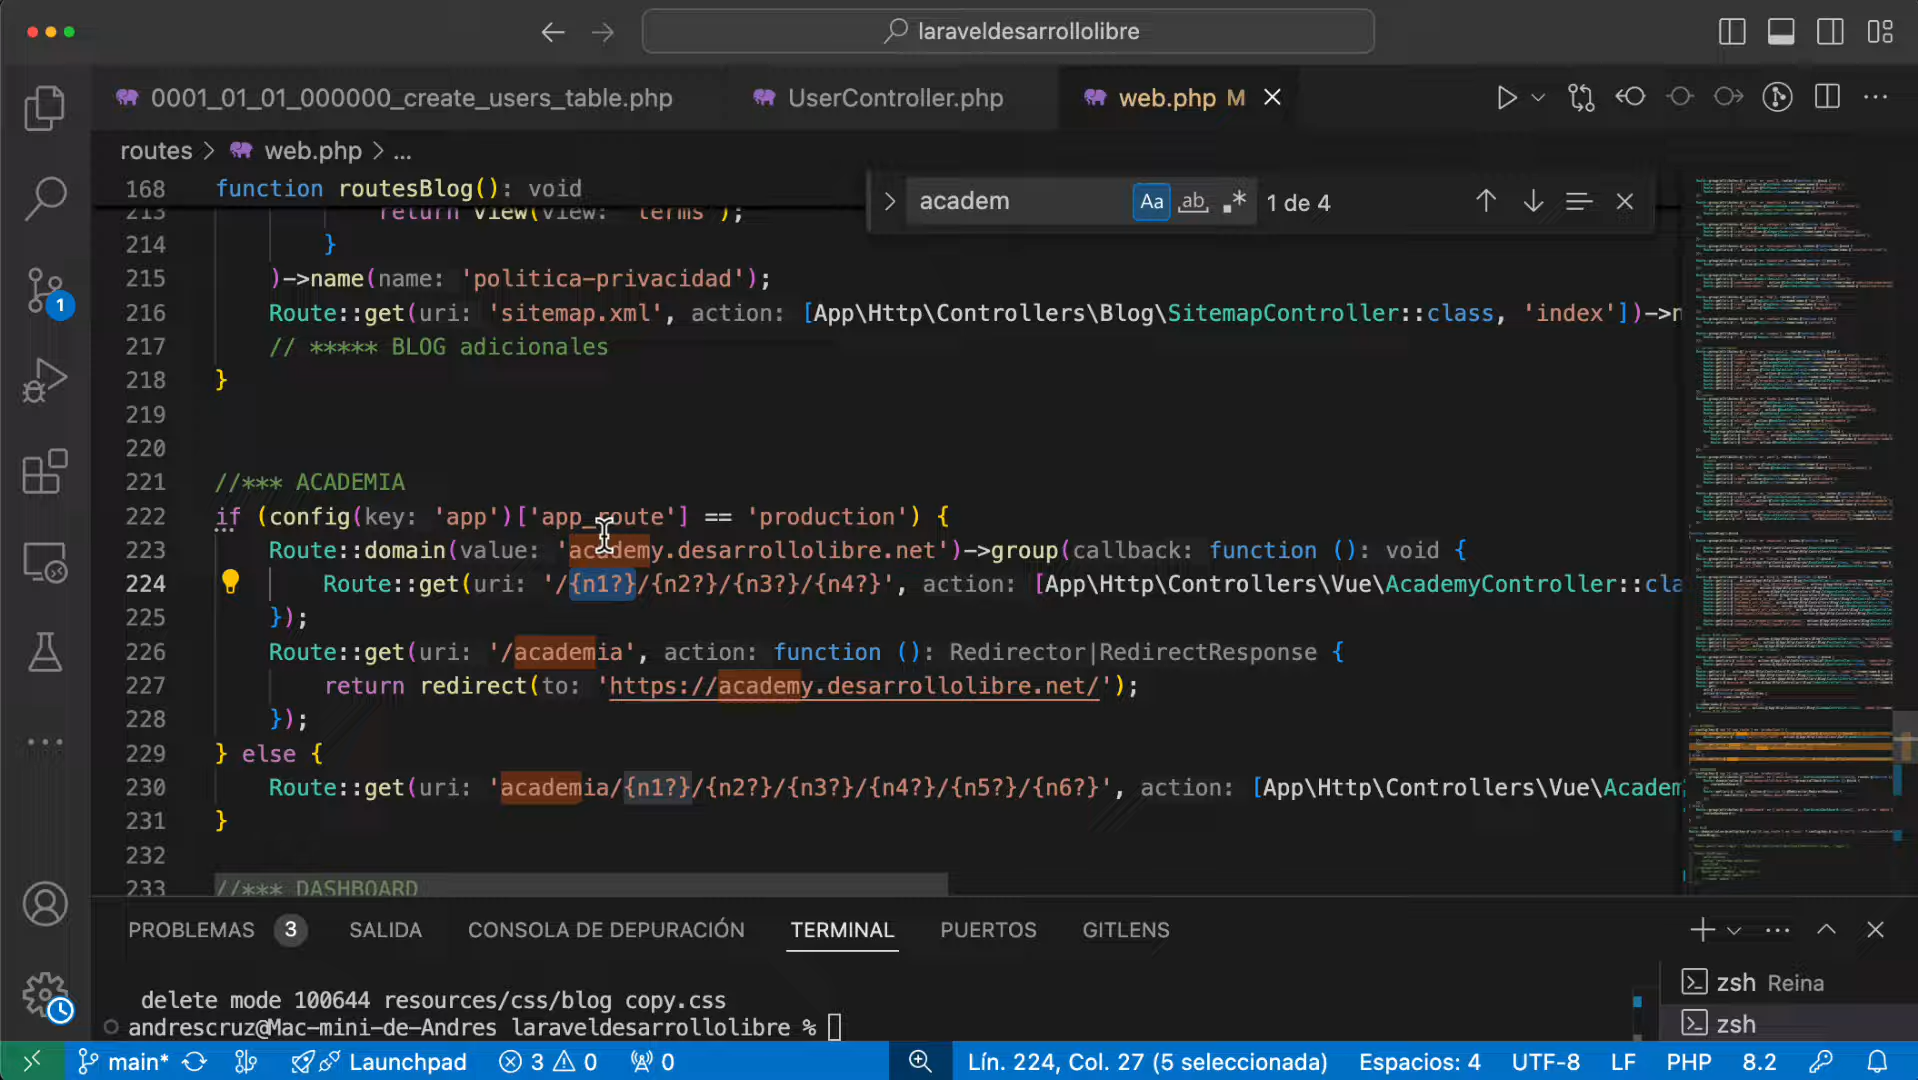 laraveldesarrollolibre
0001_01_01_000000_create_users_table.php
UserController.php
web.php M
routes > web.php > ...
academ
Aa
ab
1 de 4
168 function routesBlog(): void
213 return view(view: 'terms');
214 }
215 )->name(name: 'politica-privacidad');
216 Route::get(uri: 'sitemap.xml', action: [App\Http\Controllers\Blog\SitemapController::class, 'index'])->n
217 // ***** BLOG adicionales
218 }
219
220
221 //*** ACADEMIA
222 if (config(key: 'app')['app_route'] == 'production') {
223 Route::domain(value: 'academy.desarrollolibre.net')->group(callback: function (): void {
224 Route::get(uri: '/{n1?}/{n2?}/{n3?}/{n4?}', action: [App\Http\Controllers\Vue\AcademyController::cla
225 });
226 Route::get(uri: '/academia', action: function (): Redirector|RedirectResponse {
227 return redirect(to: 'https://academy.desarrollolibre.net/');
228 });
229 } else {
230 Route::get(uri: 'academia/{n1?}/{n2?}/{n3?}/{n4?}/{n5?}/{n6?}', action: [App\Http\Controllers\Vue\Academ
231 }
232
233 //*** DASHBOARD
PROBLEMAS 3 SALIDA CONSOLA DE DEPURACIÓN TERMINAL PUERTOS GITLENS
delete mode 100644 resources/css/blog copy.css
andrescruz@Mac-mini-de-Andres laraveldesarrollolibre %
zsh Reina
zsh
1
main* Launchpad 3 0 0 Lín. 224, Col. 27 (5 seleccionada) Espacios: 4 UTF-8 LF PHP 8.2